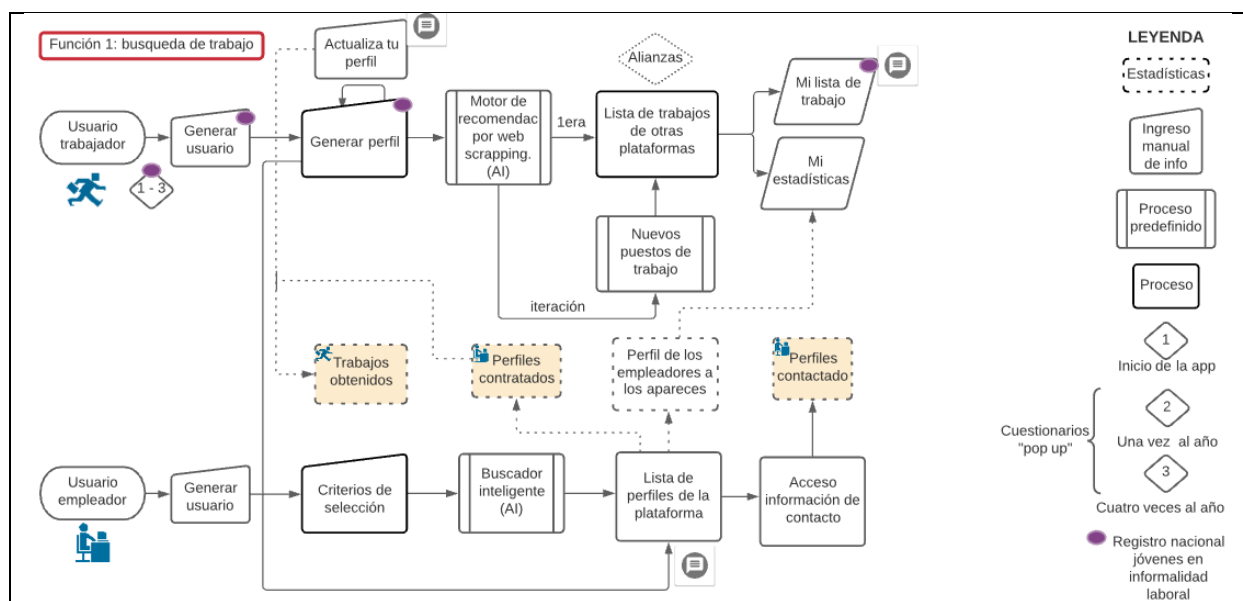 Función 1: busqueda de trabajo
Actualiza tu
perfil
Alianzas
Mi lista de
trabajo
Usuario
trabajador
Generar
usuario
Generar perfil
Motor de
recomendac
por web
scrapping.
(AI)
1era
Lista de trabajos
de otras
plataformas
Mi
estadísticas
1 - 3
Nuevos
puestos de
trabajo
iteración
Trabajos
obtenidos
Perfiles
contratados
Perfil de los
empleadores a
los apareces
Perfiles
contactado
Usuario
empleador
Generar
usuario
Criterios de
selección
Buscador
inteligente
(AI)
Lista de
perfiles de la
plataforma
Acceso
información de
contacto
LEYENDA
Estadísticas
Ingreso
manual
de info
Proceso
predefinido
Proceso
1
Inicio de la app
Cuestionarios
"pop up"
2
Una vez al año
3
Cuatro veces al año
Registro nacional
jóvenes en
informalidad
laboral